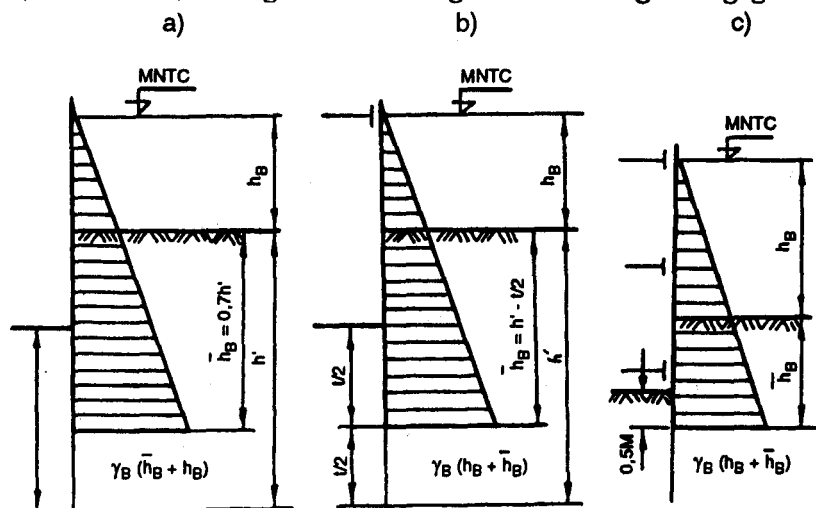 a)
b)
c)
MNTC
MNTC
MNTC
h_B
h_B
h_B
h̄_B = 0,7h'
h'
h̄_B = h' - t/2
h'
h̄_B
t/2
t/2
0,5M
γ_B (h̄_B + h_B)
γ_B (h_B + h̄_B)
γ_B (h_B + h̄_B)